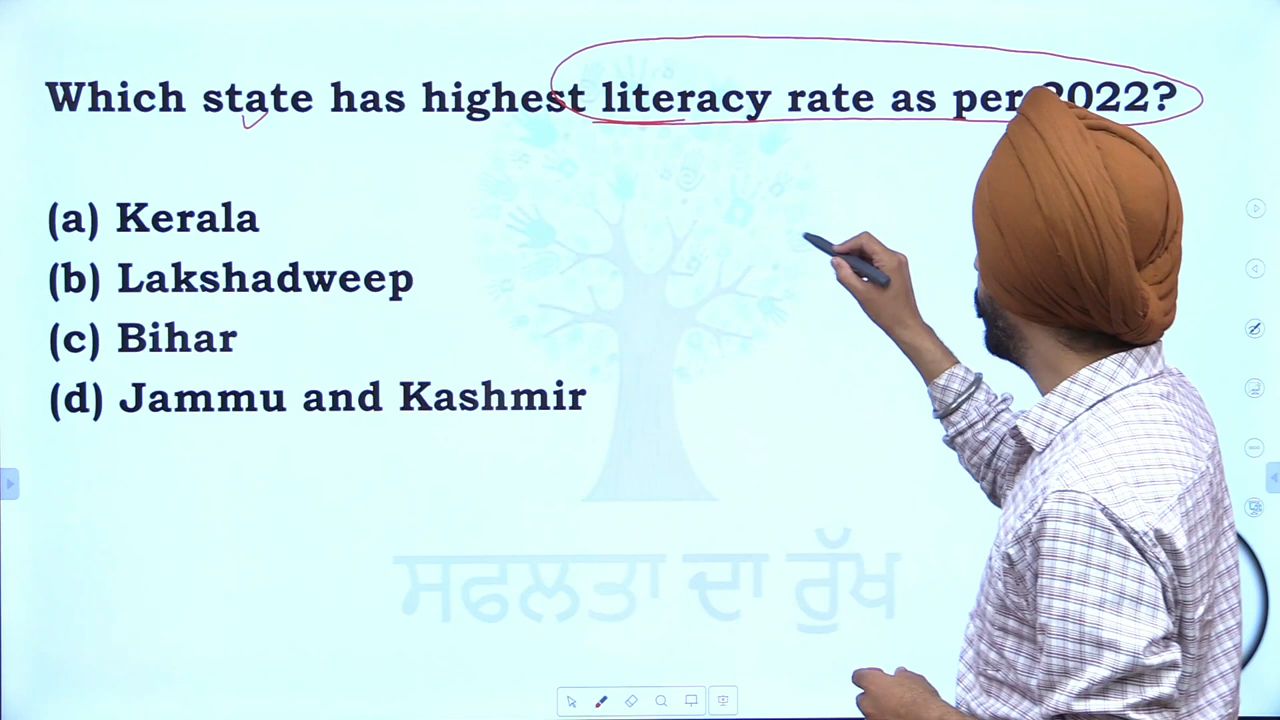 Which state has highest literacy rate as per 2022?
(a) Kerala
(b) Lakshadweep
(c) Bihar
(d) Jammu and Kashmir
ਸਫਲਤਾ ਦਾ ਰੁੱਖ